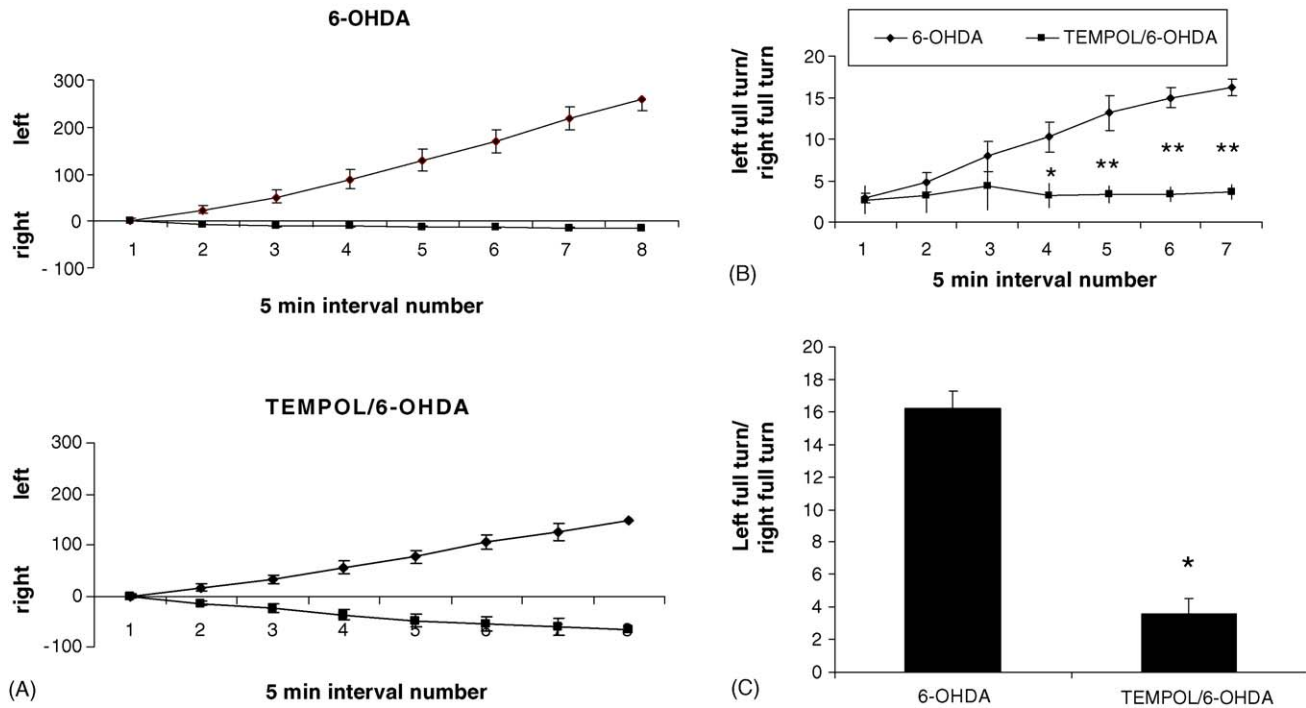 6-OHDA
300
200
100
0
- 100
left
right
1 2 3 4 5 6 7 8
5 min interval number
TEMPOL/6-OHDA
300
200
100
0
-100
left
right
1 2 3 4 5 6 8
5 min interval number
(A)
6-OHDA TEMPOL/6-OHDA
20
15
10
5
0
left full turn/
right full turn
* ** ** **
1 2 3 4 5 6 7
5 min interval number
(B)
20
18
16
14
12
10
8
6
4
2
0
Left full turn/
right full turn
*
6-OHDA TEMPOL/6-OHDA
(C)